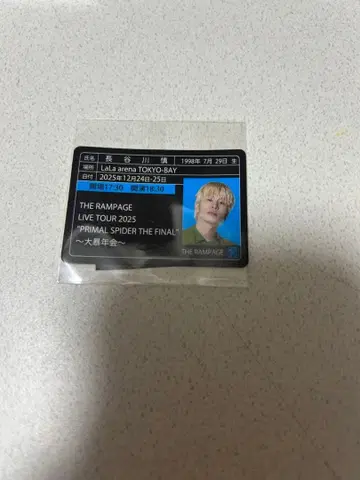 氏名 長谷川 慎 1998年 7月 29日 生
場所 LaLa arena TOKYO-BAY
日付 2025年12月24日-25日
開場17:30 開演18:30
THE RAMPAGE
LIVE TOUR 2025
"PRIMAL SPIDER THE FINAL"
～大暴年会～
THE RAMPAGE